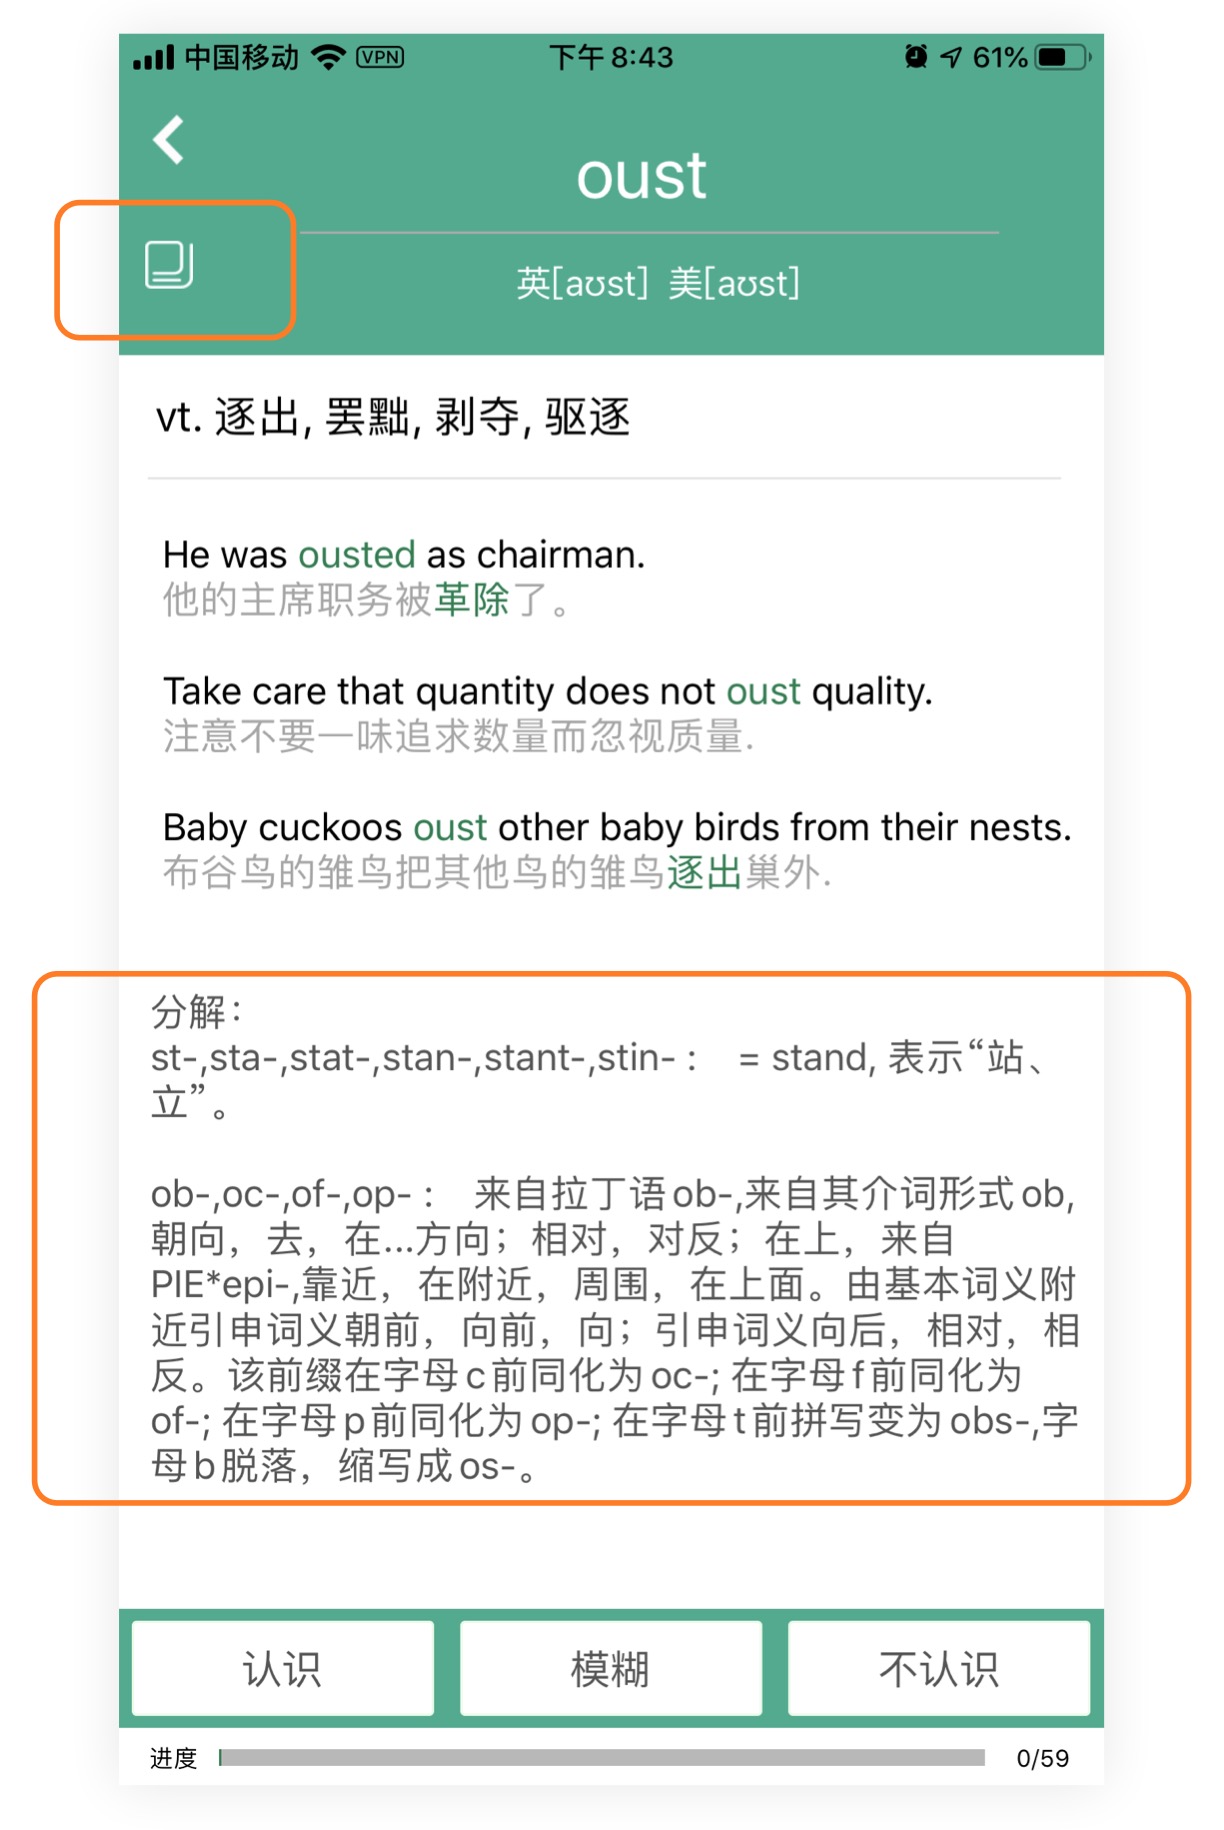 中国移动 VPN 下午8:43 61%
oust
英[aʊst] 美[aʊst]
vt. 逐出, 罢黜, 剥夺, 驱逐
He was ousted as chairman.
他的主席职务被革除了。
Take care that quantity does not oust quality.
注意不要一味追求数量而忽视质量.
Baby cuckoos oust other baby birds from their nests.
布谷鸟的雏鸟把其他鸟的雏鸟逐出巢外.
分解：
st-,sta-,stat-,stan-,stant-,stin-： = stand, 表示“站、
立”。
ob-,oc-,of-,op-： 来自拉丁语ob-,来自其介词形式ob,
朝向，去，在...方向；相对，对反；在上，来自
PIE*epi-,靠近，在附近，周围，在上面。由基本词义附
近引申词义朝前，向前，向；引申词义向后，相对，相
反。该前缀在字母c前同化为oc-; 在字母f前同化为
of-; 在字母p前同化为op-; 在字母t前拼写变为obs-,字
母b脱落，缩写成os-。
认识 模糊 不认识
进度 0/59